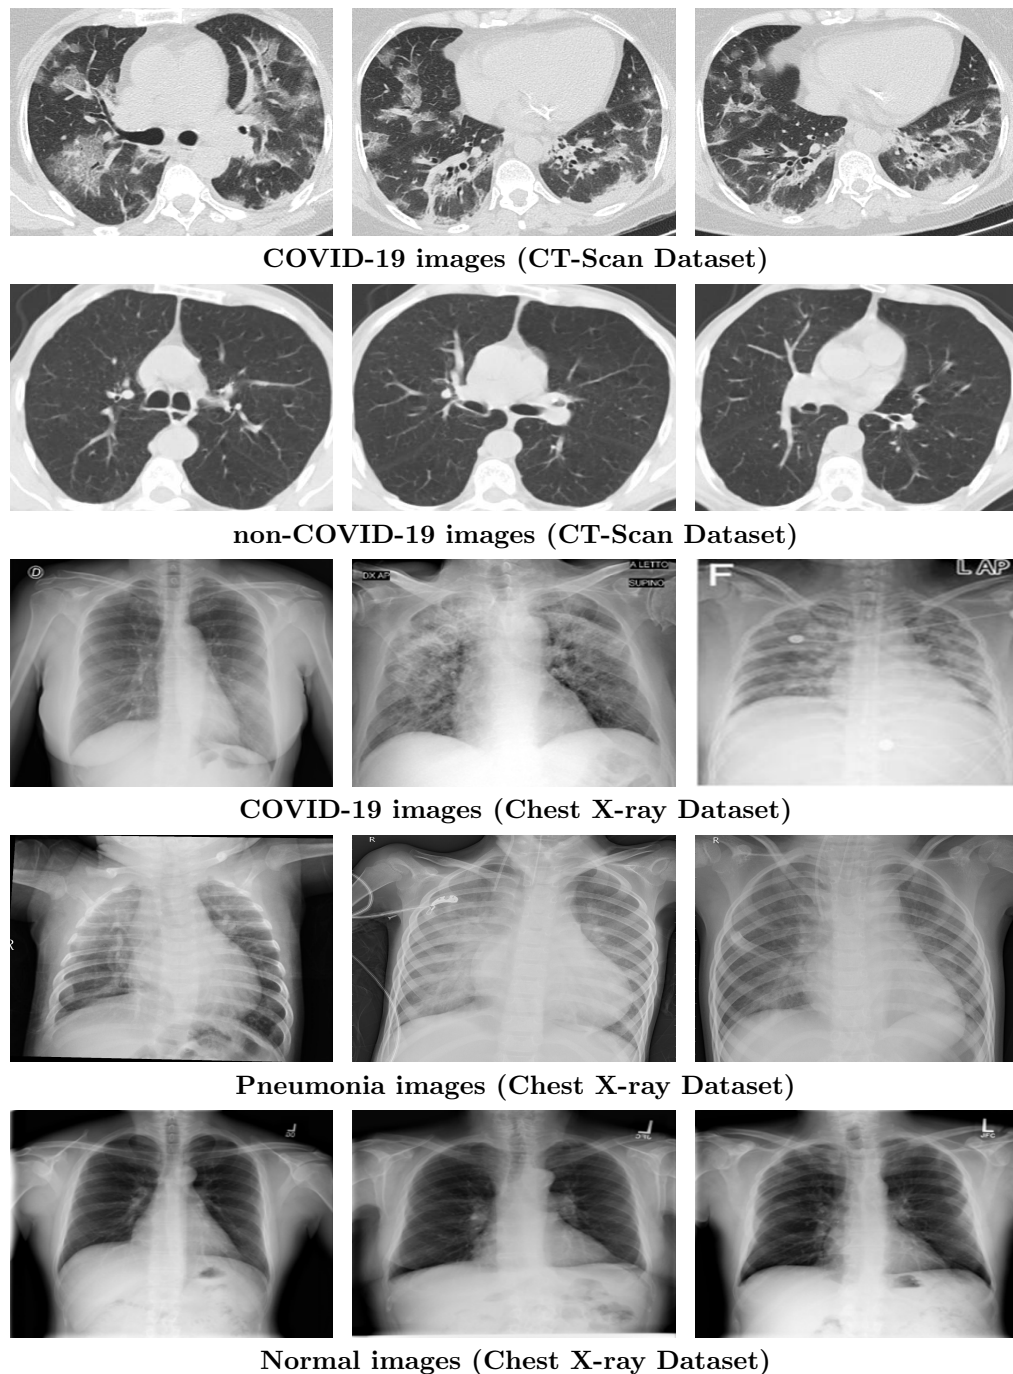 COVID-19 images (CT-Scan Dataset)
non-COVID-19 images (CT-Scan Dataset)
D
DX AP
A LETTO
SUPINO
F
L AP
COVID-19 images (Chest X-ray Dataset)
R
R
R
Pneumonia images (Chest X-ray Dataset)
L
L
L
Normal images (Chest X-ray Dataset)